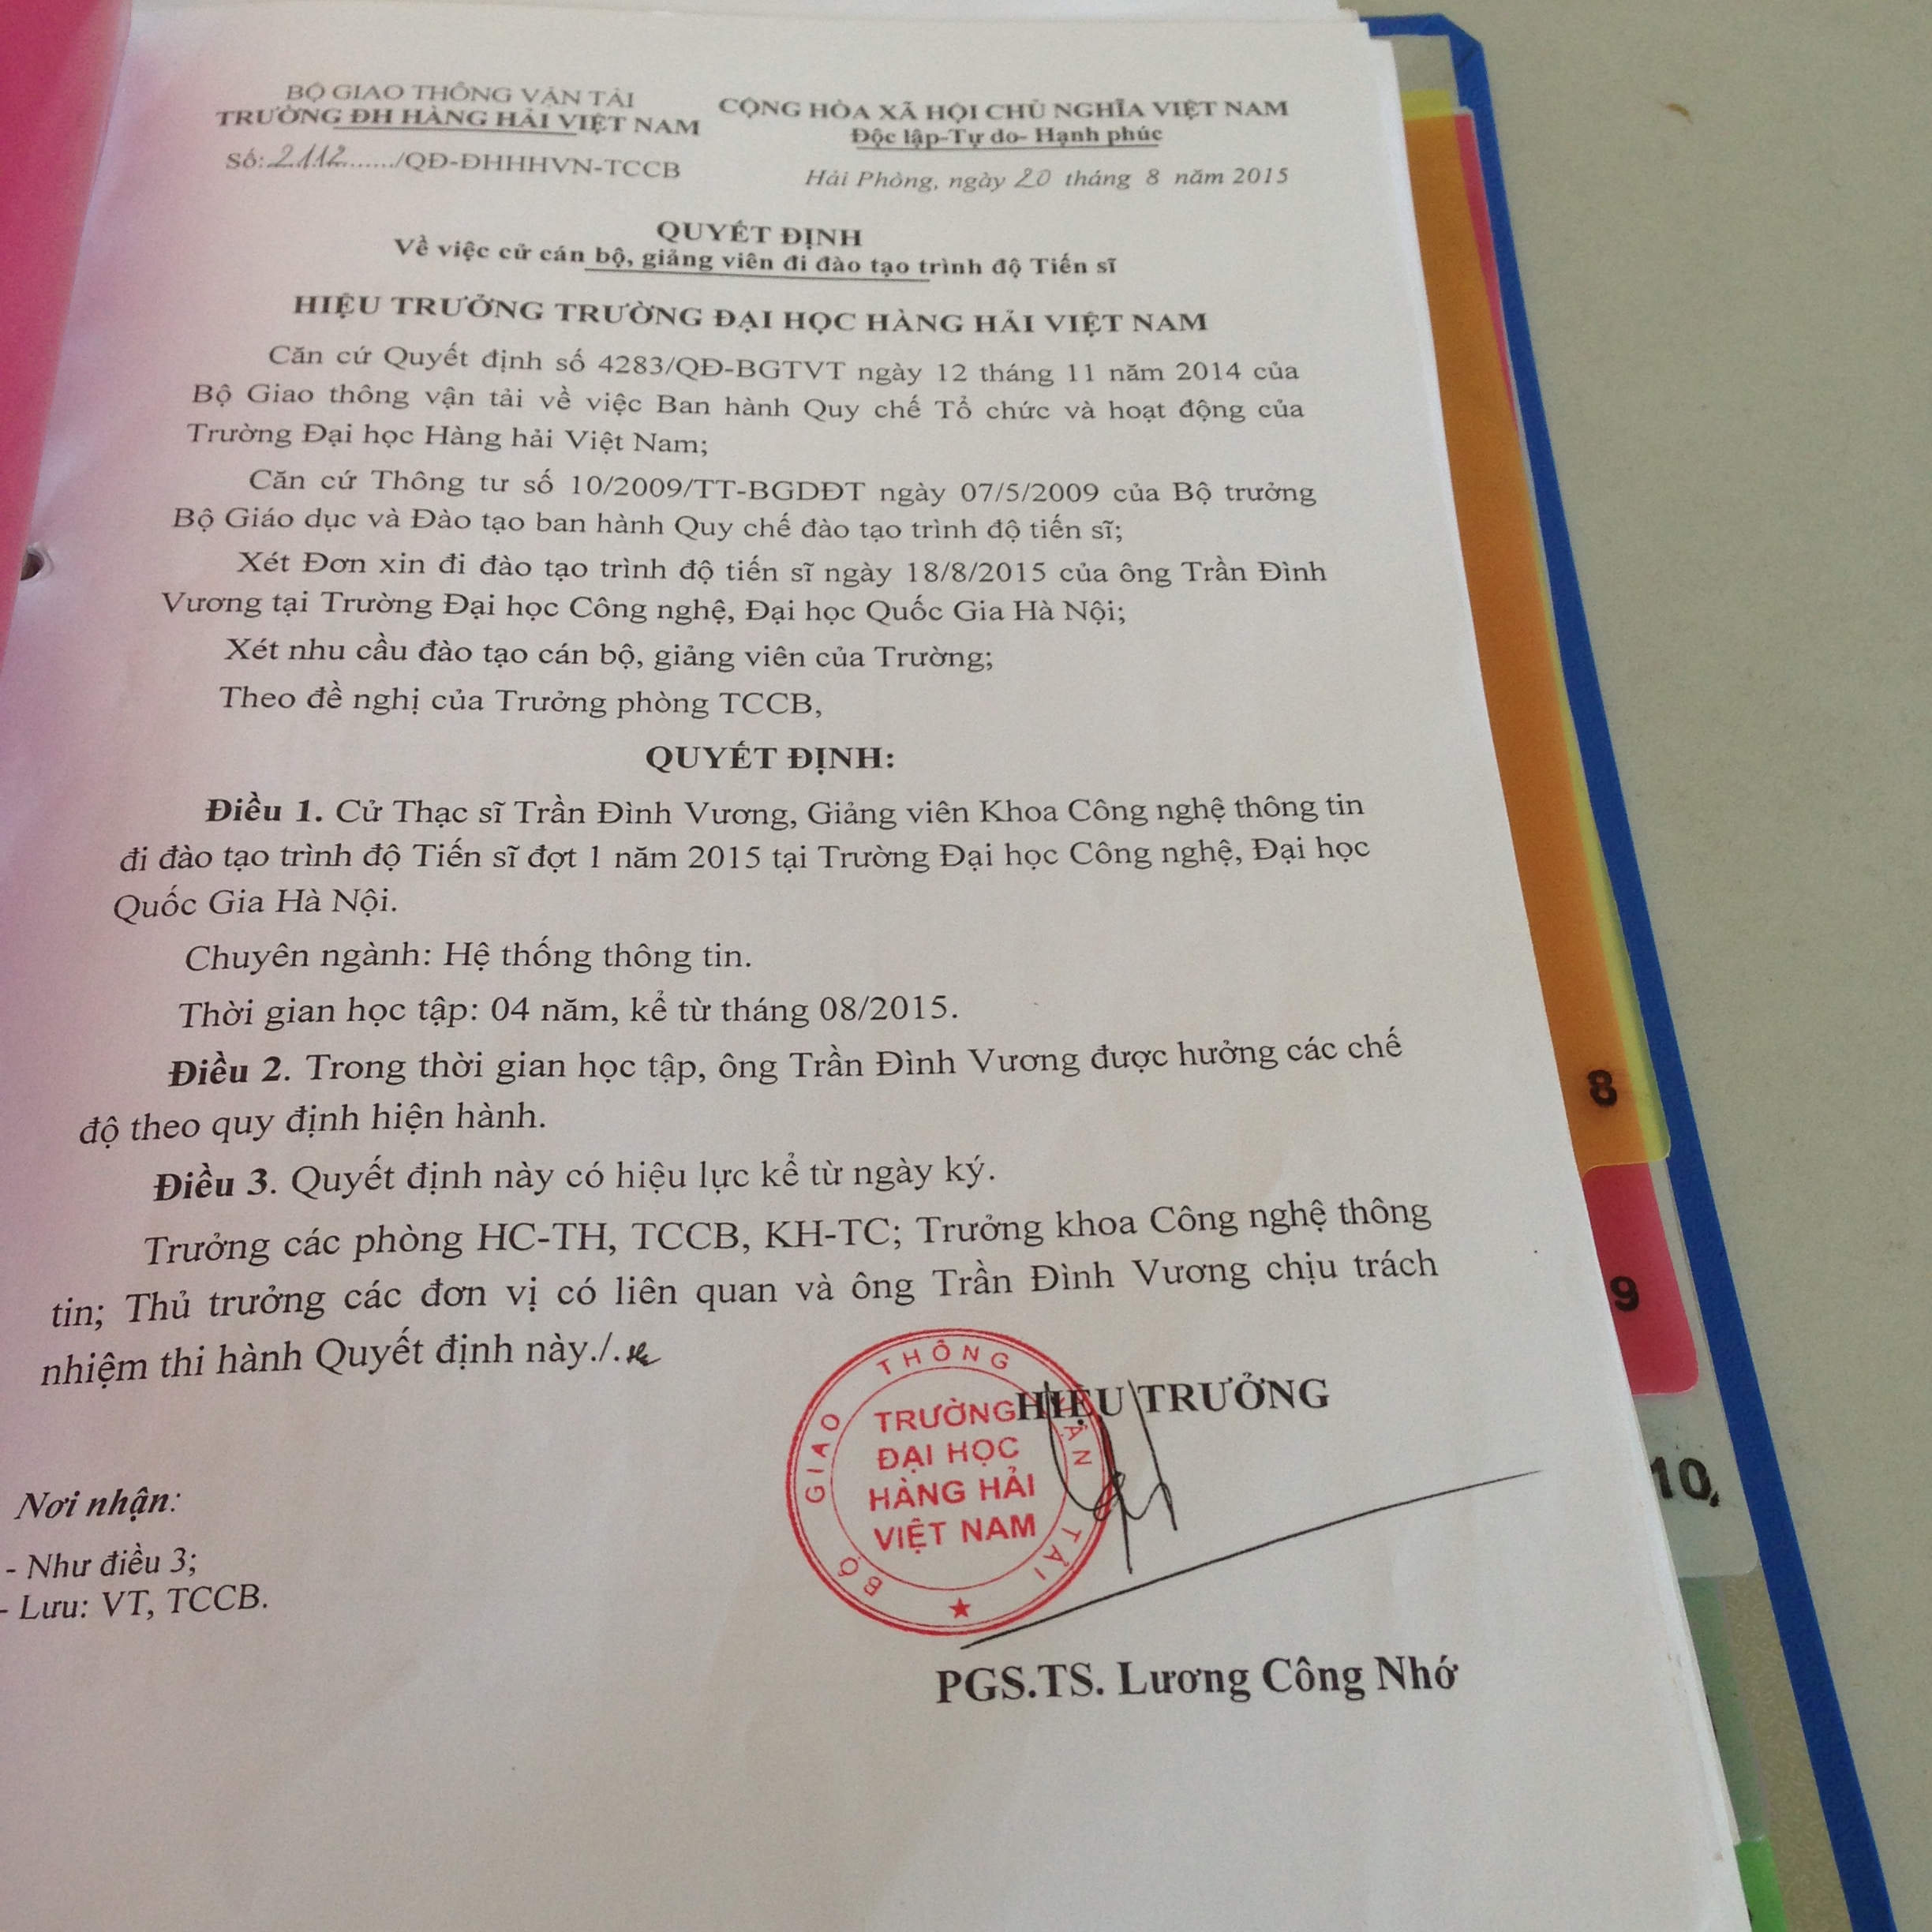 BỘ GIAO THÔNG VẬN TẢI
TRƯỜNG ĐH HÀNG HẢI VIỆT NAM
Số: 2112......./QĐ-ĐHHHVN-TCCB
CỘNG HÒA XÃ HỘI CHỦ NGHĨA VIỆT NAM
Độc lập-Tự do- Hạnh phúc
Hải Phòng, ngày 20 tháng 8 năm 2015
QUYẾT ĐỊNH
Về việc cử cán bộ, giảng viên đi đào tạo trình độ Tiến sĩ
HIỆU TRƯỞNG TRƯỜNG ĐẠI HỌC HÀNG HẢI VIỆT NAM
Căn cứ Quyết định số 4283/QĐ-BGTVT ngày 12 tháng 11 năm 2014 của
Bộ Giao thông vận tải về việc Ban hành Quy chế Tổ chức và hoạt động của
Trường Đại học Hàng hải Việt Nam;
Căn cứ Thông tư số 10/2009/TT-BGDĐT ngày 07/5/2009 của Bộ trưởng
Bộ Giáo dục và Đào tạo ban hành Quy chế đào tạo trình độ tiến sĩ;
Xét Đơn xin đi đào tạo trình độ tiến sĩ ngày 18/8/2015 của ông Trần Đình
Vương tại Trường Đại học Công nghệ, Đại học Quốc Gia Hà Nội;
Xét nhu cầu đào tạo cán bộ, giảng viên của Trường;
Theo đề nghị của Trưởng phòng TCCB,
QUYẾT ĐỊNH:
Điều 1. Cử Thạc sĩ Trần Đình Vương, Giảng viên Khoa Công nghệ thông tin
đi đào tạo trình độ Tiến sĩ đợt 1 năm 2015 tại Trường Đại học Công nghệ, Đại học
Quốc Gia Hà Nội.
Chuyên ngành: Hệ thống thông tin.
Thời gian học tập: 04 năm, kể từ tháng 08/2015.
Điều 2. Trong thời gian học tập, ông Trần Đình Vương được hưởng các chế
độ theo quy định hiện hành.
Điều 3. Quyết định này có hiệu lực kể từ ngày ký.
Trưởng các phòng HC-TH, TCCB, KH-TC; Trưởng khoa Công nghệ thông
tin; Thủ trưởng các đơn vị có liên quan và ông Trần Đình Vương chịu trách
nhiệm thi hành Quyết định này./.
HIỆU TRƯỞNG
BỘ GIAO THÔNG VẬN TẢI
TRƯỜNG
ĐẠI HỌC
HÀNG HẢI
VIỆT NAM
Nơi nhận:
- Như điều 3;
- Lưu: VT, TCCB.
PGS.TS. Lương Công Nhớ
8
9
10